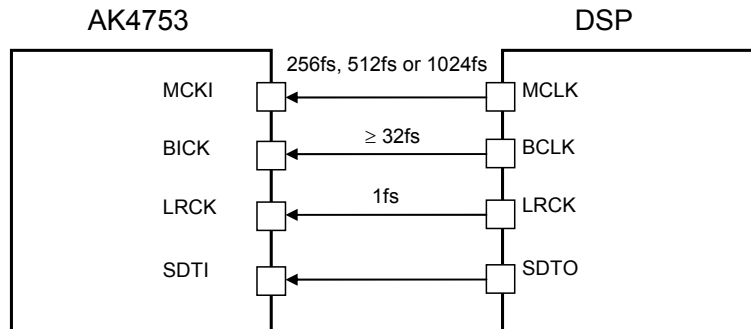 AK4753 DSP
256fs, 512fs or 1024fs
MCKI MCLK
≥ 32fs
BICK BCLK
1fs
LRCK LRCK
SDTI SDTO